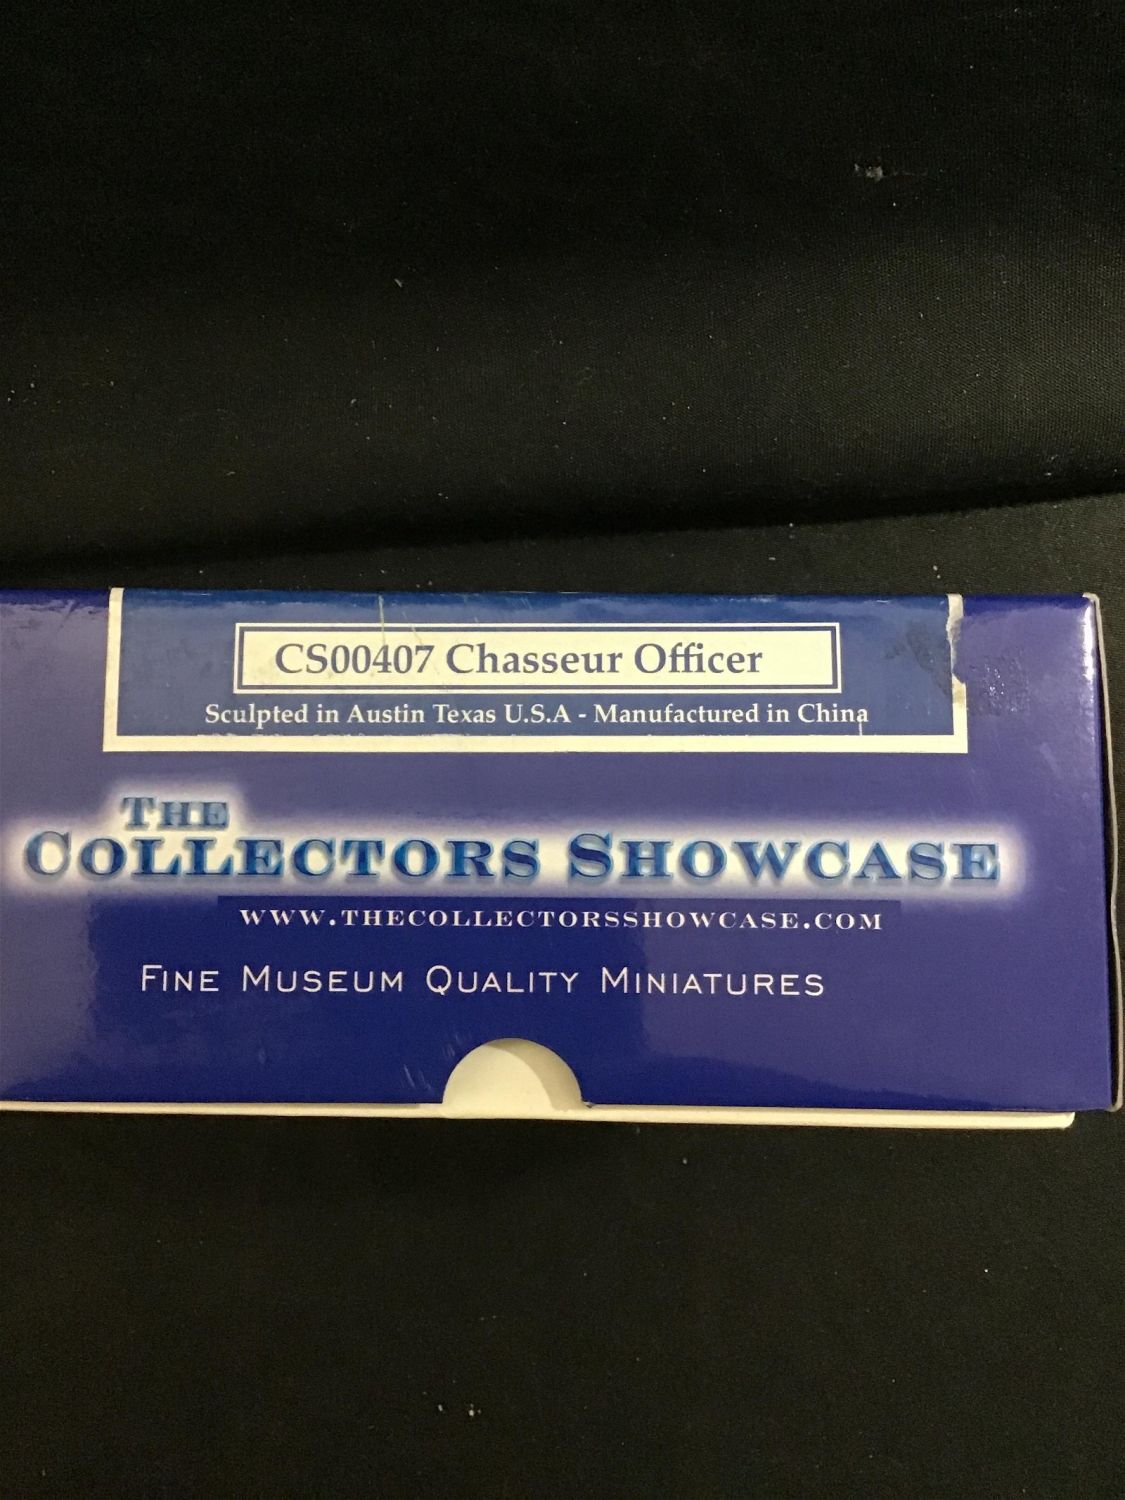 CS00407 Chasseur Officer
Sculpted in Austin Texas U.S.A - Manufactured in China
THE
COLLECTORS SHOWCASE
WWW.THECOLLECTORSSHOWCASE.COM
FINE MUSEUM QUALITY MINIATURES